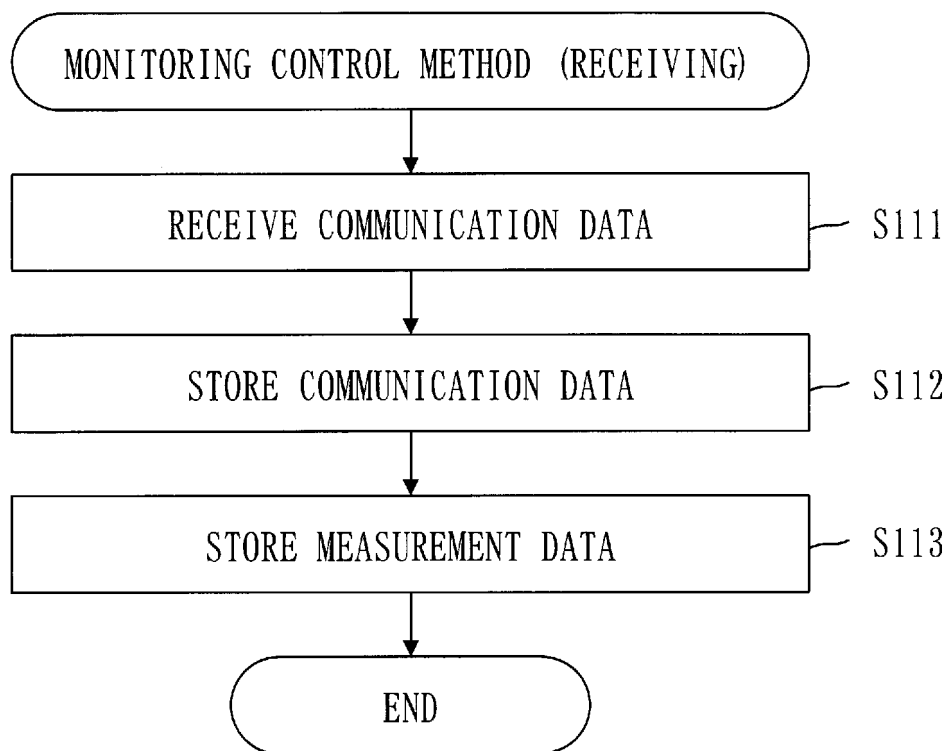 MONITORING CONTROL METHOD (RECEIVING)
RECEIVE COMMUNICATION DATA
S111
STORE COMMUNICATION DATA
S112
STORE MEASUREMENT DATA
S113
END